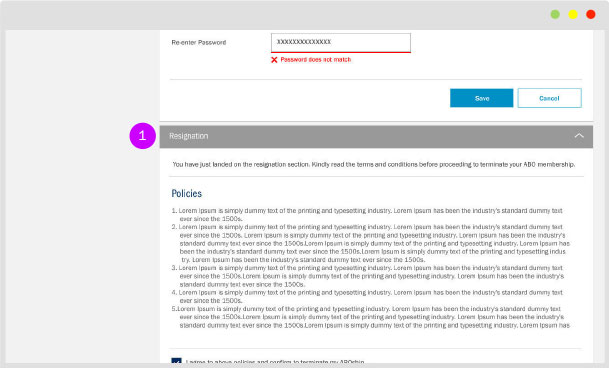 Re-enter Password
XXXXXXXXXXXXXX
Password does not match
Save
Cancel
1
Resignation
You have just landed on the resignation section. Kindly read the terms and conditions before proceeding to terminate your ABO membership.
Policies
1. Lorem Ipsum is simply dummy text of the printing and typesetting industry. Lorem Ipsum has been the industry's standard dummy text
ever since the 1500s.
2. Lorem Ipsum is simply dummy text of the printing and typesetting industry. Lorem Ipsum has been the industry's standard dummy text
ever since the 1500s. Lorem Ipsum is simply dummy text of the printing and typesetting industry. Lorem Ipsum has been the industry's
standard dummy text ever since the 1500s.Lorem Ipsum is simply dummy text of the printing and typesetting industry. Lorem Ipsum has
been the industry's standard dummy text ever since the 1500s.Lorem Ipsum is simply dummy text of the printing and typesetting indus
try. Lorem Ipsum has been the industry's standard dummy text ever since the 1500s.
3. Lorem Ipsum is simply dummy text of the printing and typesetting industry. Lorem Ipsum has been the industry's standard dummy text
ever since the 1500s.Lorem Ipsum is simply dummy text of the printing and typesetting industry. Lorem Ipsum has been the industry's
standard dummy text ever since the 1500s.
4. Lorem Ipsum is simply dummy text of the printing and typesetting industry. Lorem Ipsum has been the industry's standard dummy text
ever since the 1500s.
5.Lorem Ipsum is simply dummy text of the printing and typesetting industry. Lorem Ipsum has been the industry's standard dummy text
ever since the 1500s.Lorem Ipsum is simply dummy text of the printing and typesetting industry. Lorem Ipsum has been the industry's
standard dummy text ever since the 1500s.Lorem Ipsum is simply dummy text of the printing and typesetting industry. Lorem Ipsum has
I agree to above policies and confirm to terminate my ABOship